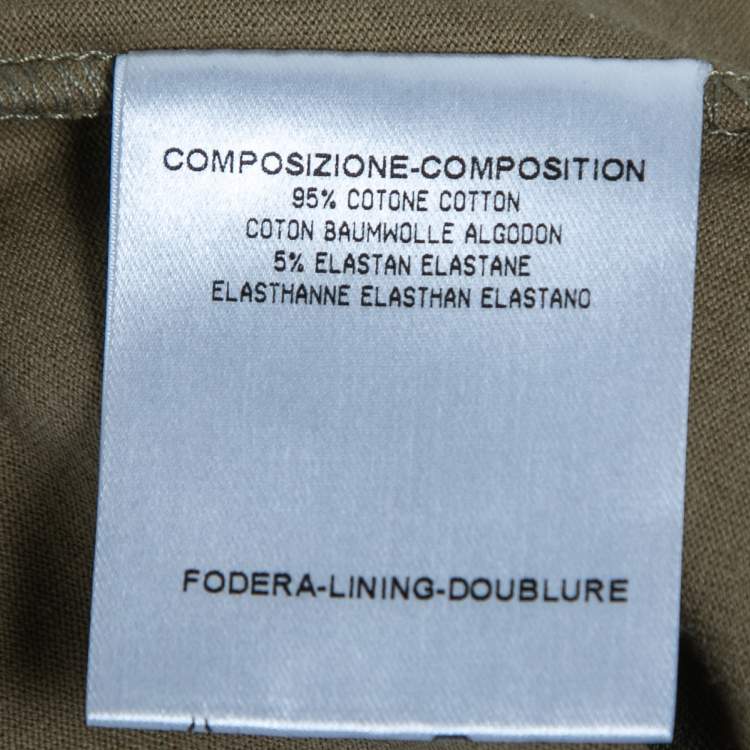 COMPOSIZIONE-COMPOSITION
95% COTONE COTTON
COTON BAUMWOLLE ALGODON
5% ELASTAN ELASTANE
ELASTHANNE ELASTHAN ELASTANO
FODERA-LINING-DOUBLURE